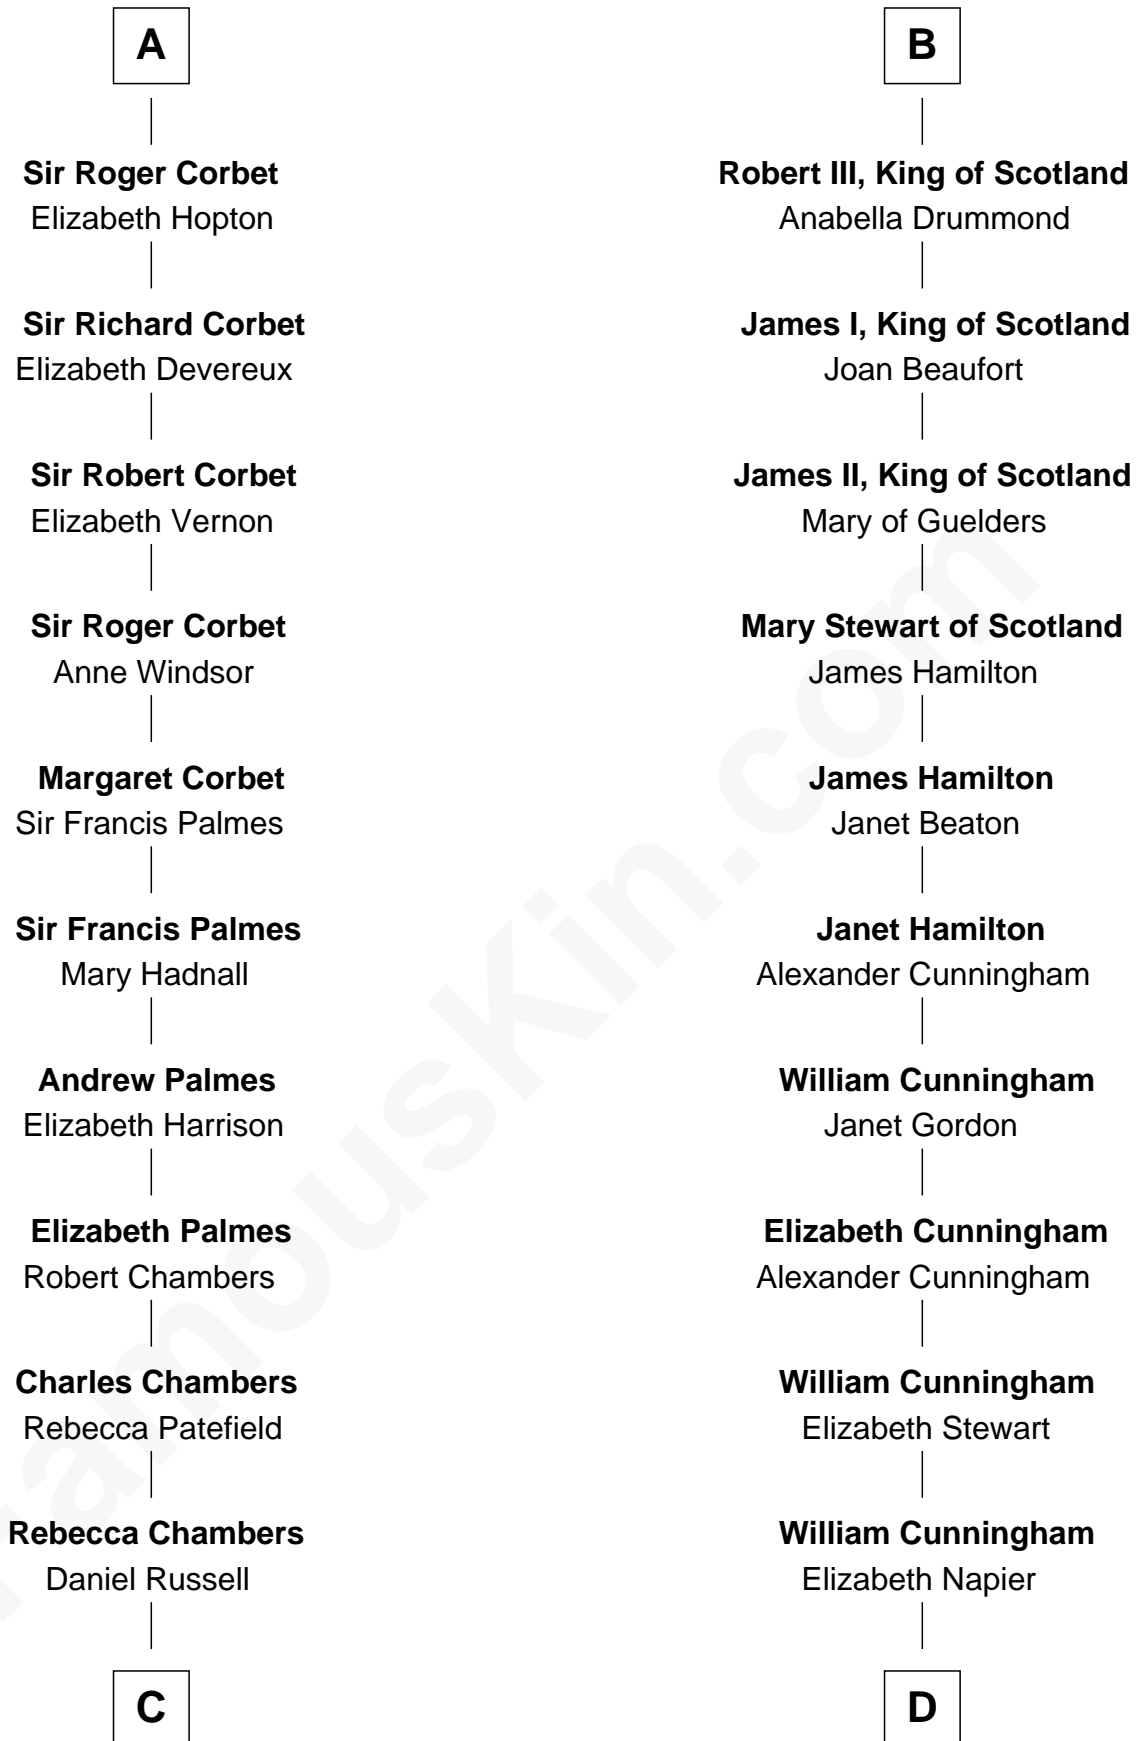 A
Sir Roger Corbet
Elizabeth Hopton
Sir Richard Corbet
Elizabeth Devereux
Sir Robert Corbet
Elizabeth Vernon
Sir Roger Corbet
Anne Windsor
Margaret Corbet
Sir Francis Palmes
Sir Francis Palmes
Mary Hadnall
Andrew Palmes
Elizabeth Harrison
Elizabeth Palmes
Robert Chambers
Charles Chambers
Rebecca Patefield
Rebecca Chambers
Daniel Russell
C
B
Robert III, King of Scotland
Anabella Drummond
James I, King of Scotland
Joan Beaufort
James II, King of Scotland
Mary of Guelders
Mary Stewart of Scotland
James Hamilton
James Hamilton
Janet Beaton
Janet Hamilton
Alexander Cunningham
William Cunningham
Janet Gordon
Elizabeth Cunningham
Alexander Cunningham
William Cunningham
Elizabeth Stewart
William Cunningham
Elizabeth Napier
D
FamousKin.com